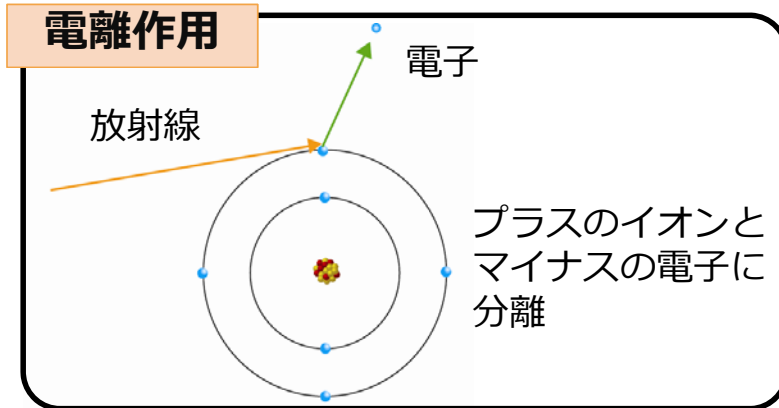 電離作用
電子
放射線
プラスのイオンと
マイナスの電子に
分離